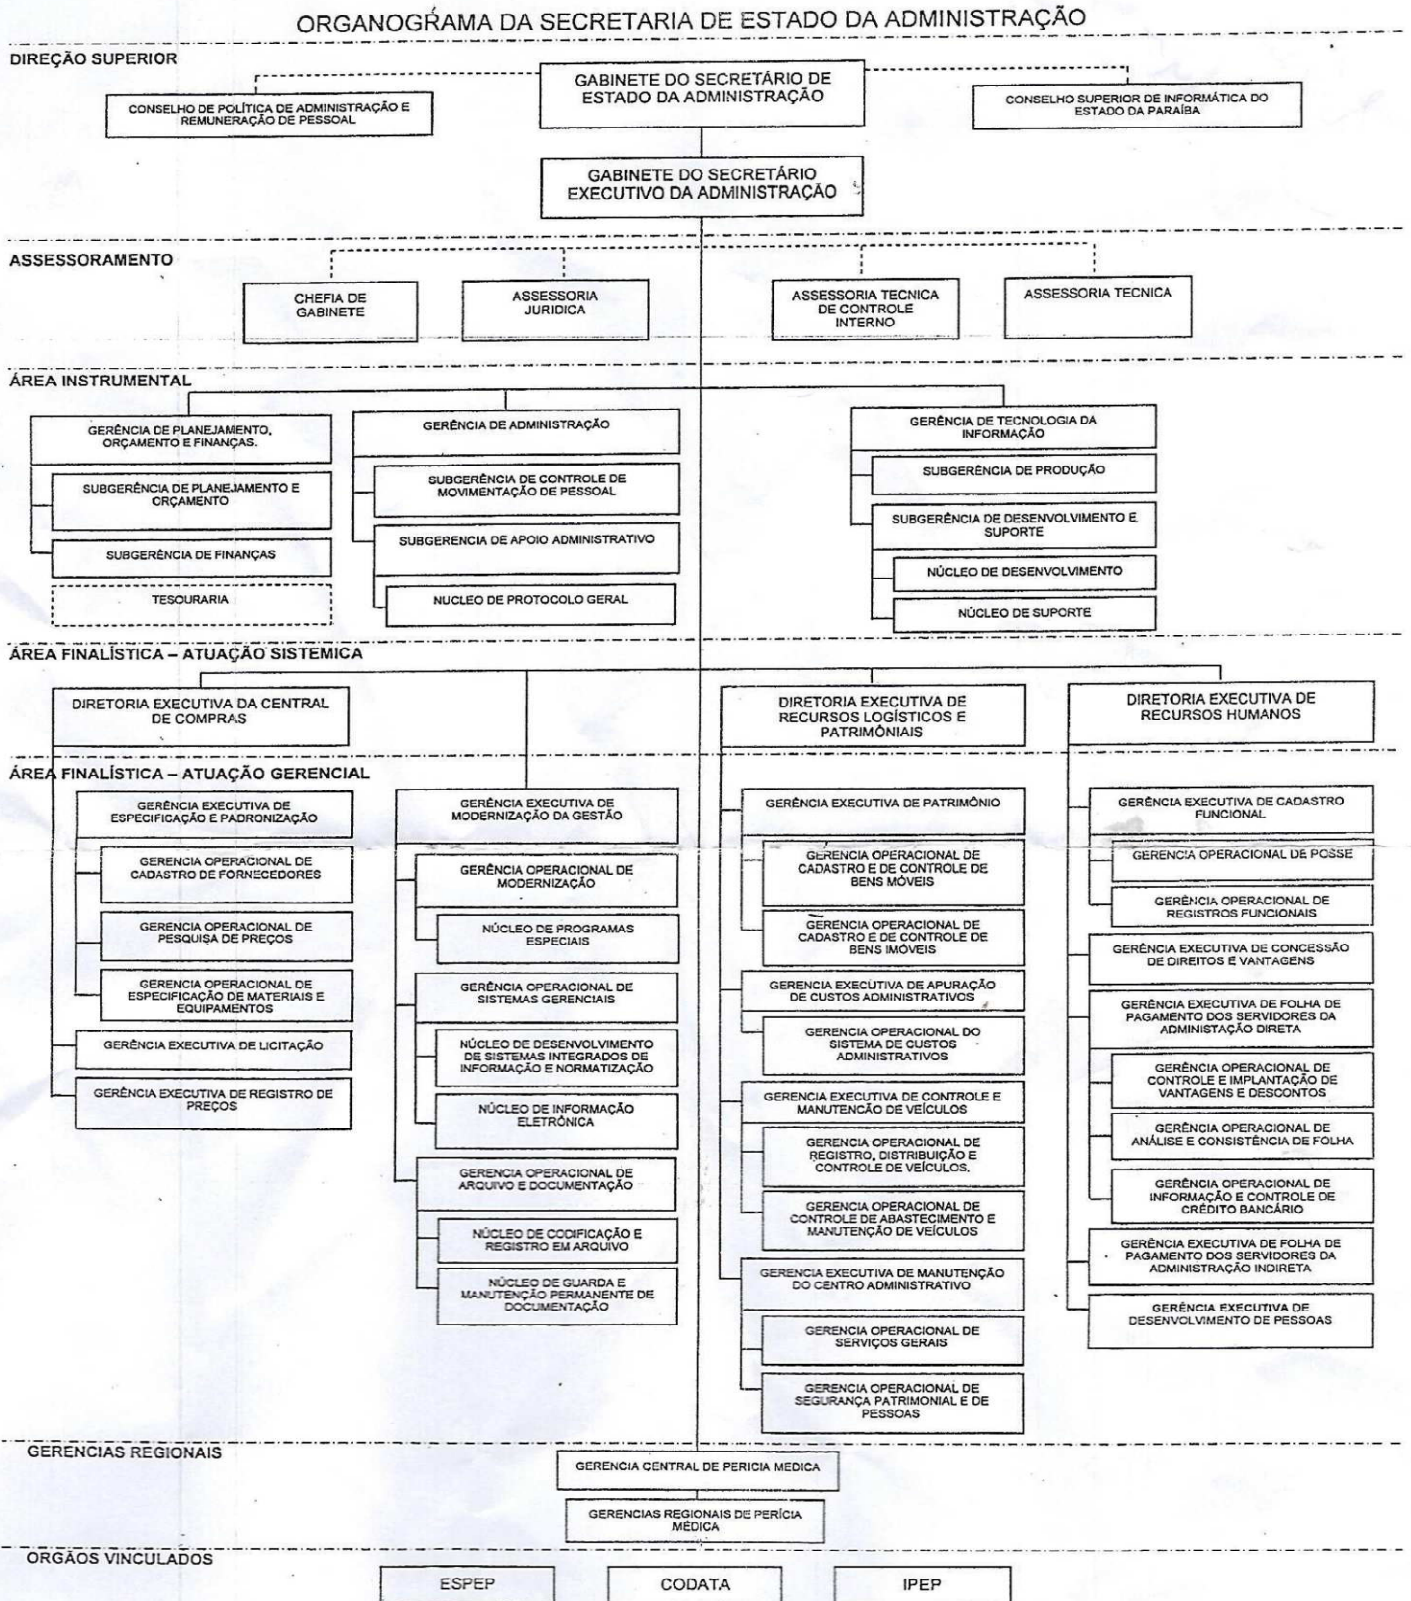 ORGANOGRAMA DA SECRETARIA DE ESTADO DA ADMINISTRAÇÃO
DIREÇÃO SUPERIOR
GABINETE DO SECRETÁRIO DE
ESTADO DA ADMINISTRAÇÃO
CONSELHO DE POLÍTICA DE ADMINISTRAÇÃO E
REMUNERAÇÃO DE PESSOAL
CONSELHO SUPERIOR DE INFORMÁTICA DO
ESTADO DA PARAÍBA
GABINETE DO SECRETÁRIO
EXECUTIVO DA ADMINISTRAÇÃO
ASSESSORAMENTO
CHEFIA DE
GABINETE
ASSESSORIA
JURIDICA
ASSESSORIA TECNICA
DE CONTROLE
INTERNO
ASSESSORIA TECNICA
ÁREA INSTRUMENTAL
GERÊNCIA DE PLANEJAMENTO,
ORÇAMENTO E FINANÇAS.
SUBGERÊNCIA DE PLANEJAMENTO E
ORÇAMENTO
SUBGERÊNCIA DE FINANÇAS
TESOURARIA
GERÊNCIA DE ADMINISTRAÇÃO
SUBGERÊNCIA DE CONTROLE DE
MOVIMENTAÇÃO DE PESSOAL
SUBGERENCIA DE APOIO ADMINISTRATIVO
NUCLEO DE PROTOCOLO GERAL
GERÊNCIA DE TECNOLOGIA DA
INFORMAÇÃO
SUBGERÊNCIA DE PRODUÇÃO
SUBGERÊNCIA DE DESENVOLVIMENTO E
SUPORTE
NÚCLEO DE DESENVOLVIMENTO
NÚCLEO DE SUPORTE
ÁREA FINALÍSTICA – ATUAÇÃO SISTEMICA
DIRETORIA EXECUTIVA DA CENTRAL
DE COMPRAS
DIRETORIA EXECUTIVA DE
RECURSOS LOGÍSTICOS E
PATRIMÔNIAIS
DIRETORIA EXECUTIVA DE
RECURSOS HUMANOS
ÁREA FINALÍSTICA – ATUAÇÃO GERENCIAL
GERÊNCIA EXECUTIVA DE
ESPECIFICAÇÃO E PADRONIZAÇÃO
GERENCIA OPERACIONAL DE
CADASTRO DE FORNECEDORES
GERENCIA OPERACIONAL DE
PESQUISA DE PREÇOS
GERENCIA OPERACIONAL DE
ESPECIFICAÇÃO DE MATERIAIS E
EQUIPAMENTOS
GERÊNCIA EXECUTIVA DE LICITAÇÃO
GERÊNCIA EXECUTIVA DE REGISTRO DE
PREÇOS
GERÊNCIA EXECUTIVA DE
MODERNIZAÇÃO DA GESTÃO
GERÊNCIA OPERACIONAL DE
MODERNIZAÇÃO
NÚCLEO DE PROGRAMAS
ESPECIAIS
GERÊNCIA OPERACIONAL DE
SISTEMAS GERENCIAIS
NÚCLEO DE DESENVOLVIMENTO
DE SISTEMAS INTEGRADOS DE
INFORMAÇÃO E NORMATIZAÇÃO
NÚCLEO DE INFORMAÇÃO
ELETRÔNICA
GERENCIA OPERACIONAL DE
ARQUIVO E DOCUMENTAÇÃO
NÚCLEO DE CODIFICAÇÃO E
REGISTRO EM ARQUIVO
NÚCLEO DE GUARDA E
MANUTENÇÃO PERMANENTE DE
DOCUMENTAÇÃO
GERÊNCIA EXECUTIVA DE PATRIMÔNIO
GERENCIA OPERACIONAL DE
CADASTRO E DE CONTROLE DE
BENS MÓVEIS
GERENCIA OPERACIONAL DE
CADASTRO E DE CONTROLE DE
BENS IMÓVEIS
GERENCIA EXECUTIVA DE APURAÇÃO
DE CUSTOS ADMINISTRATIVOS
GERENCIA OPERACIONAL DO
SISTEMA DE CUSTOS
ADMINISTRATIVOS
GERENCIA EXECUTIVA DE CONTROLE E
MANUTENCÃO DE VEÍCULOS
GERENCIA OPERACIONAL DE
REGISTRO, DISTRIBUIÇÃO E
CONTROLE DE VEÍCULOS.
GERENCIA OPERACIONAL DE
CONTROLE DE ABASTECIMENTO E
MANUTENÇÃO DE VEÍCULOS
GERENCIA EXECUTIVA DE MANUTENÇÃO
DO CENTRO ADMINISTRATIVO
GERENCIA OPERACIONAL DE
SERVIÇOS GERAIS
GERENCIA OPERACIONAL DE
SEGURANÇA PATRIMONIAL E DE
PESSOAS
GERÊNCIA EXECUTIVA DE CADASTRO
FUNCIONAL
GERENCIA OPERACIONAL DE POSSE
GERÊNCIA OPERACIONAL DE
REGISTROS FUNCIONAIS
GERÊNCIA EXECUTIVA DE CONCESSÃO
DE DIREITOS E VANTAGENS
GERÊNCIA EXECUTIVA DE FOLHA DE
PAGAMENTO DOS SERVIDORES DA
ADMINISTAÇÃO DIRETA
GERÊNCIA OPERACIONAL DE
CONTROLE E IMPLANTAÇÃO DE
VANTAGENS E DESCONTOS
GERÊNCIA OPERACIONAL DE
ANÁLISE E CONSISTÊNCIA DE FOLHA
GERÊNCIA OPERACIONAL DE
INFORMAÇÃO E CONTROLE DE
CRÉDITO BANCÁRIO
GERÊNCIA EXECUTIVA DE FOLHA DE
PAGAMENTO DOS SERVIDORES DA
ADMINISTRAÇÃO INDIRETA
GERÊNCIA EXECUTIVA DE
DESENVOLVIMENTO DE PESSOAS
GERENCIAS REGIONAIS
GERENCIA CENTRAL DE PERICIA MEDICA
GERENCIAS REGIONAIS DE PERÍCIA
MÉDICA
ORGÃOS VINCULADOS
ESPEP
CODATA
IPEP